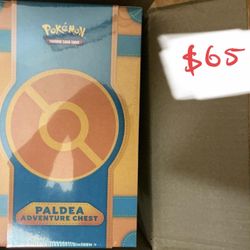 POKÉMON
TRADING CARD GAME
$65
PALDEA
ADVENTURE CHEST